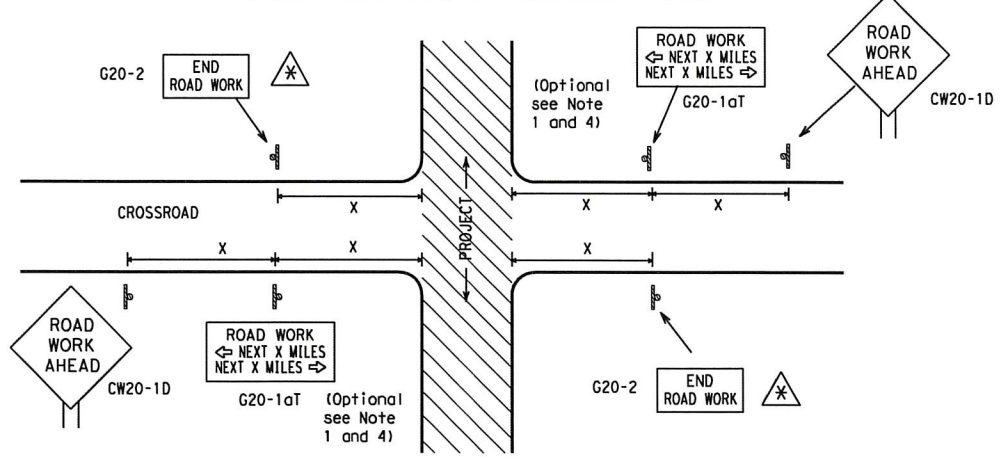 G20-2
END
ROAD WORK
*
(Optional
see Note
1 and 4)
ROAD WORK
⇦ NEXT X MILES
NEXT X MILES ⇨
G20-1aT
ROAD
WORK
AHEAD
CW20-1D
X
X
X
CROSSROAD
PROJECT
X
X
X
ROAD
WORK
AHEAD
CW20-1D
ROAD WORK
⇦ NEXT X MILES
NEXT X MILES ⇨
G20-1aT
(Optional
see Note
1 and 4)
G20-2
END
ROAD WORK
*